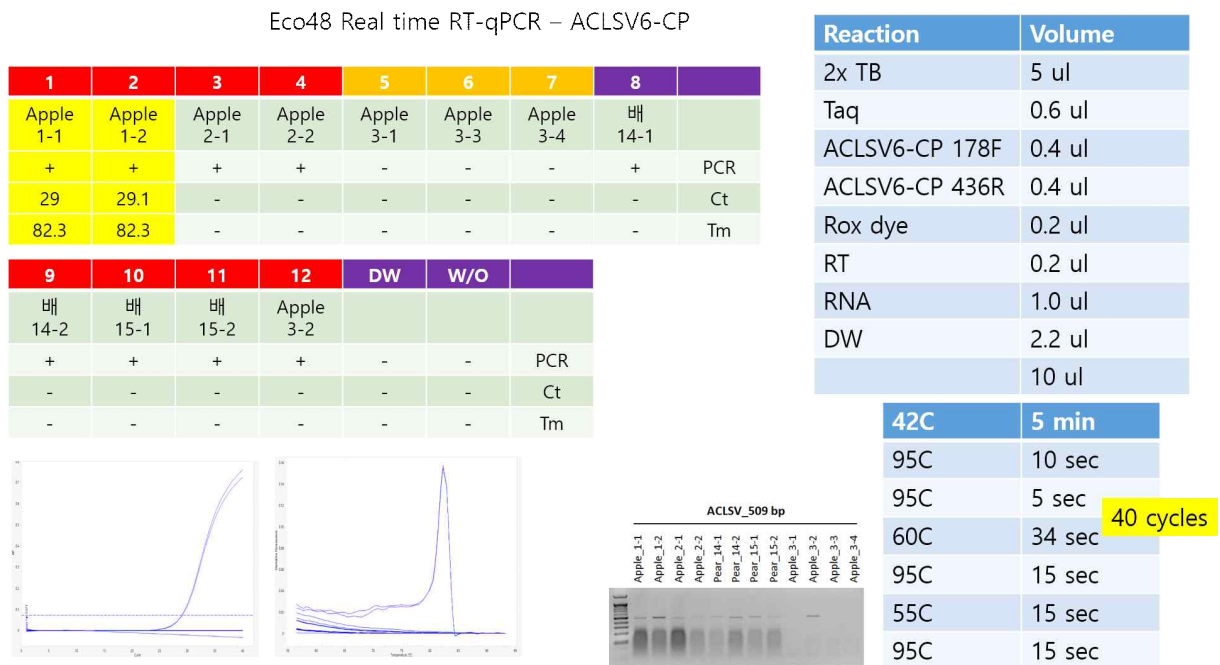 Eco48 Real time RT-qPCR – ACLSV6-CP
1 2 3 4 5 6 7 8
Apple 1-1 Apple 1-2 Apple 2-1 Apple 2-2 Apple 3-1 Apple 3-3 Apple 3-4 배 14-1
+ + + + - - - + PCR
29 29.1 - - - - - - Ct
82.3 82.3 - - - - - - Tm
9 10 11 12 DW W/O
배 14-2 배 15-1 배 15-2 Apple 3-2
+ + + + - - PCR
- - - - - - Ct
- - - - - - Tm
Reaction Volume
2x TB 5 ul
Taq 0.6 ul
ACLSV6-CP 178F 0.4 ul
ACLSV6-CP 436R 0.4 ul
Rox dye 0.2 ul
RT 0.2 ul
RNA 1.0 ul
DW 2.2 ul
10 ul
42C 5 min
95C 10 sec
95C 5 sec
40 cycles
60C 34 sec
95C 15 sec
55C 15 sec
95C 15 sec
ACLSV_509 bp
Apple_1-1
Apple_1-2
Apple_2-1
Apple_2-2
Pear_14-1
Pear_14-2
Pear_15-1
Pear_15-2
Apple_3-1
Apple_3-2
Apple_3-3
Apple_3-4